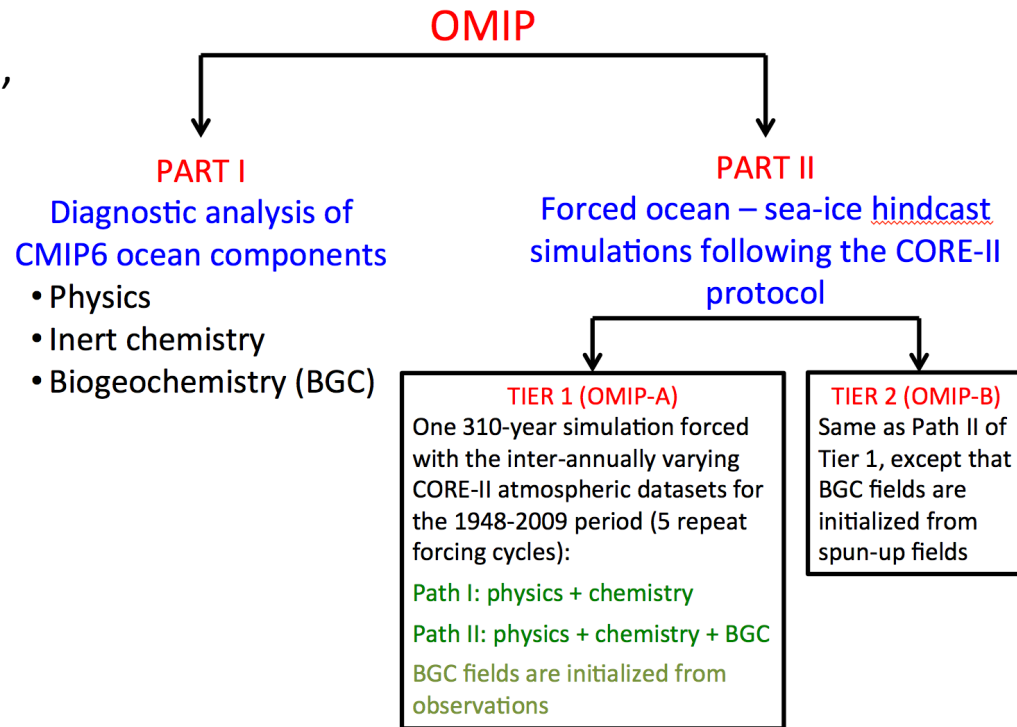 OMIP
,
PART I
Diagnostic analysis of
CMIP6 ocean components
• Physics
• Inert chemistry
• Biogeochemistry (BGC)
PART II
Forced ocean – sea-ice hindcast
simulations following the CORE-II
protocol
TIER 1 (OMIP-A)
One 310-year simulation forced
with the inter-annually varying
CORE-II atmospheric datasets for
the 1948-2009 period (5 repeat
forcing cycles):
Path I: physics + chemistry
Path II: physics + chemistry + BGC
BGC fields are initialized from
observations
TIER 2 (OMIP-B)
Same as Path II of
Tier 1, except that
BGC fields are
initialized from
spun-up fields